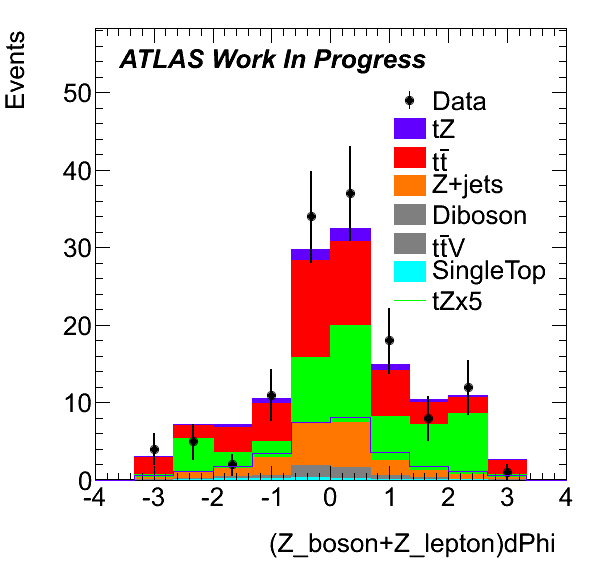 Events
ATLAS Work In Progress
50
40
30
20
10
0
Data
tZ
tt̄
Z+jets
Diboson
tt̄V
SingleTop
tZx5
-4 -3 -2 -1 0 1 2 3 4
(Z_boson+Z_lepton)dPhi